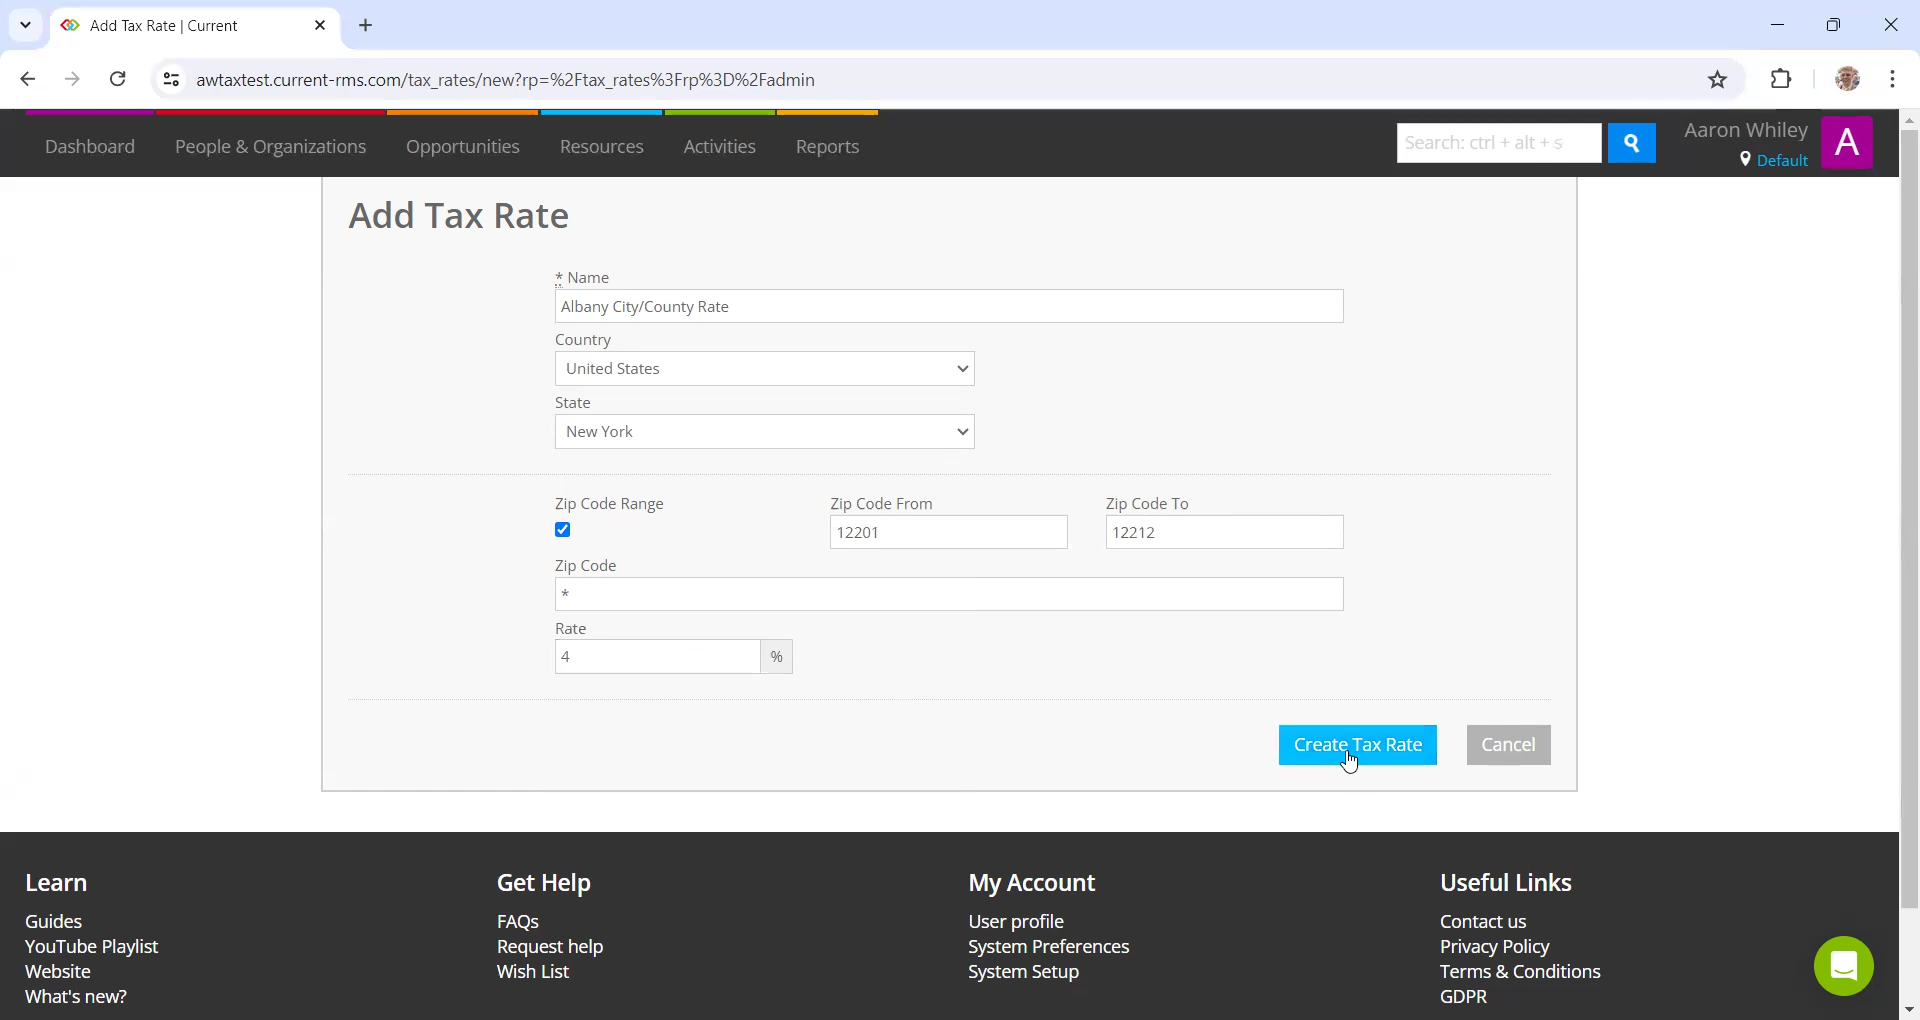 Add Tax Rate | Current
awtaxtest.current-rms.com/tax_rates/new?rp=%2Ftax_rates%3Frp%3D%2Fadmin
Dashboard People & Organizations Opportunities Resources Activities Reports
Search: ctrl + alt + s
Aaron Whiley
Default
A
Add Tax Rate
* Name
Albany City/County Rate
Country
United States
State
New York
Zip Code Range Zip Code From Zip Code To
12201 12212
Zip Code
*
Rate
4 %
Create Tax Rate Cancel
Learn Get Help My Account Useful Links
Guides FAQs User profile Contact us
YouTube Playlist Request help System Preferences Privacy Policy
Website Wish List System Setup Terms & Conditions
What's new? GDPR